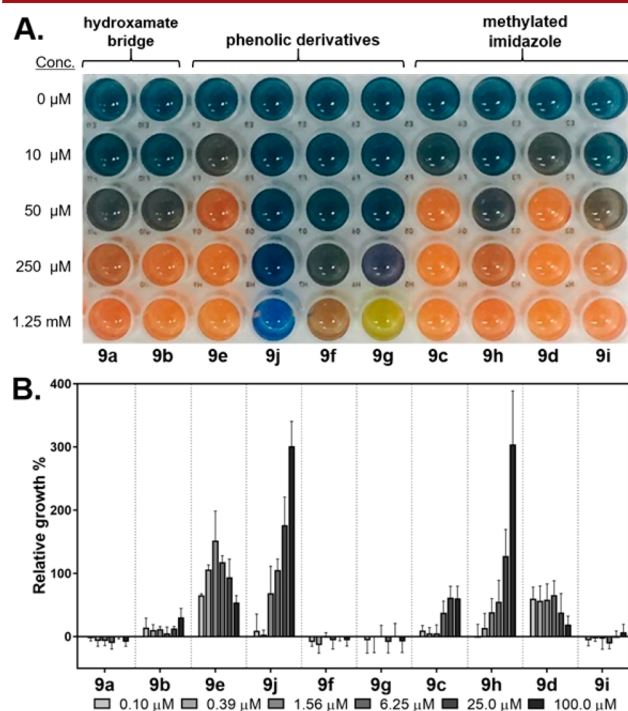 A.
hydroxamate
bridge
phenolic derivatives
methylated
imidazole
Conc.
0 µM
10 µM
50 µM
250 µM
1.25 mM
9a 9b 9e 9j 9f 9g 9c 9h 9d 9i
B.
Relative growth %
400
300
200
100
0
9a 9b 9e 9j 9f 9g 9c 9h 9d 9i
0.10 µM 0.39 µM 1.56 µM 6.25 µM 25.0 µM 100.0 µM